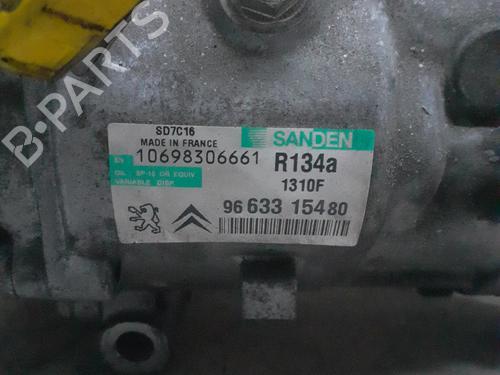 B-PARTS
SD7C16
MADE IN FRANCE
SANDEN
EN 10698306661
R134a
OIL : SP-10 OR EQUIV
VARIABLE DISP.
1310F
96 633 154 80